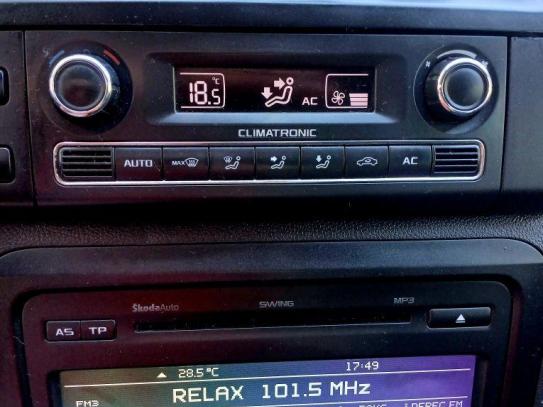 18.5 °C AC
CLIMATRONIC
AUTO MAX AC
ŠkodaAuto SWING MP3
AS TP
28.5 °C 17:49
RELAX 101.5 MHz
FM3